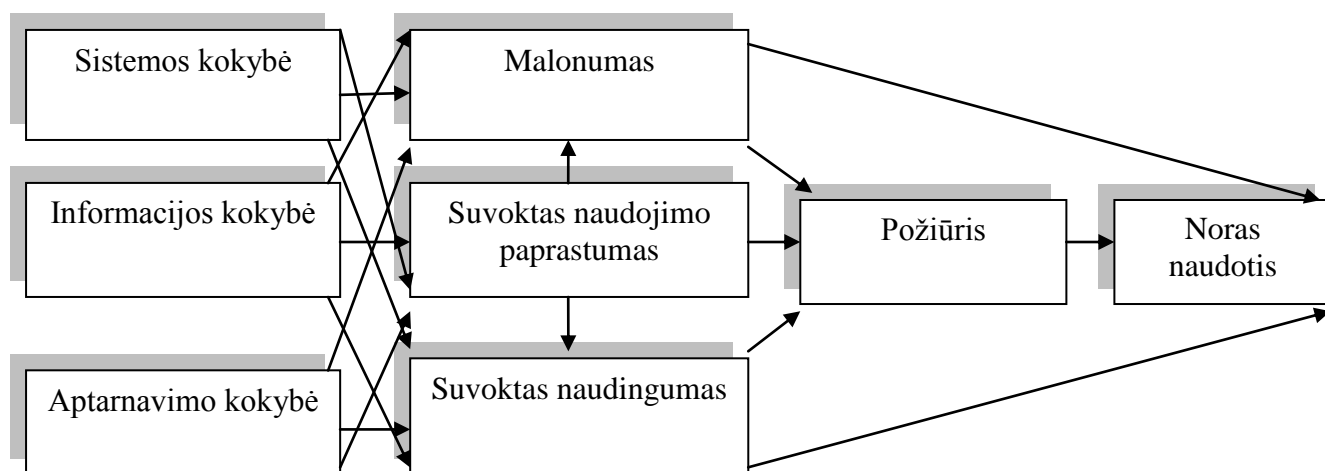 Sistemos kokybė
Malonumas
Informacijos kokybė
Suvoktas naudojimo
paprastumas
Požiūris
Noras
naudotis
Aptarnavimo kokybė
Suvoktas naudingumas